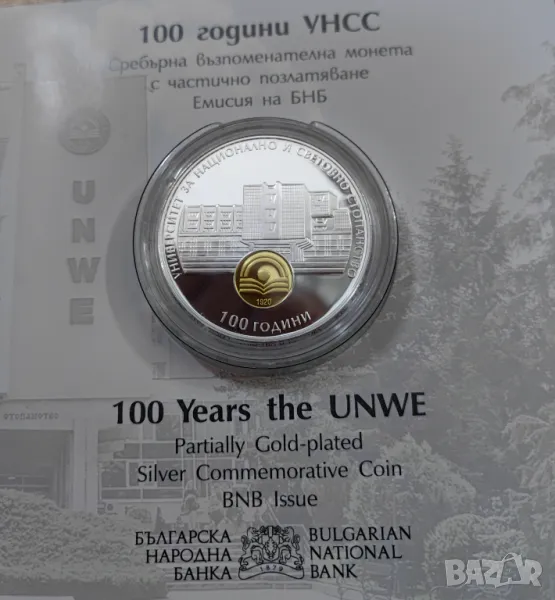 100 години УНСС
Сребърна възпоменателна монета
с частично позлатяване
Емисия на БНБ
UNWE
УНИВЕРСИТЕТ ЗА НАЦИОНАЛНО И СВЕТОВНО СТОПАНСТВО
1920
100 ГОДИНИ
100 Years the UNWE
Partially Gold-plated
Silver Commemorative Coin
BNB Issue
БЪЛГАРСКА
НАРОДНА
БАНКА
1879
BULGARIAN
NATIONAL
BANK
BAZAR